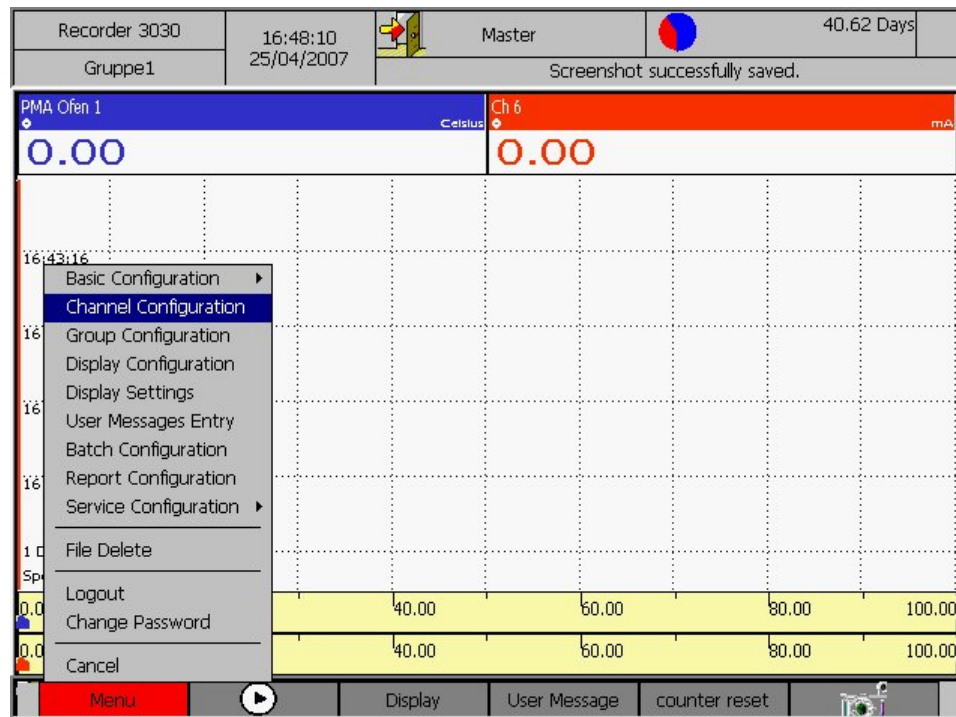 Recorder 3030
Gruppe1
16:48:10
25/04/2007
Master
40.62 Days
Screenshot successfully saved.
PMA Ofen 1
Celsius
0.00
Ch 6
mA
0.00
16:43:16
16
16
16
1
Basic Configuration
Channel Configuration
Group Configuration
Display Configuration
Display Settings
User Messages Entry
Batch Configuration
Report Configuration
Service Configuration
File Delete
Logout
Change Password
Cancel
40.00 60.00 80.00 100.00
40.00 60.00 80.00 100.00
Menu
Display
User Message
counter reset